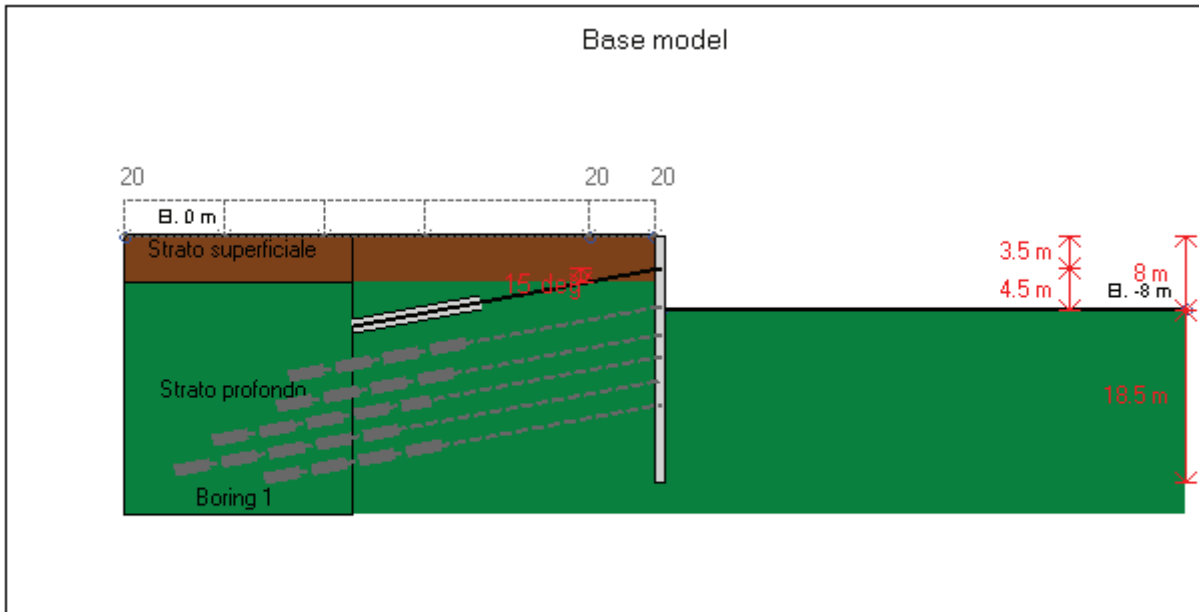 Base model
20
20
20
El. 0 m
Strato superficiale
3.5 m
15 deg
8 m
4.5 m
El. -8 m
Strato profondo
18.5 m
Boring 1